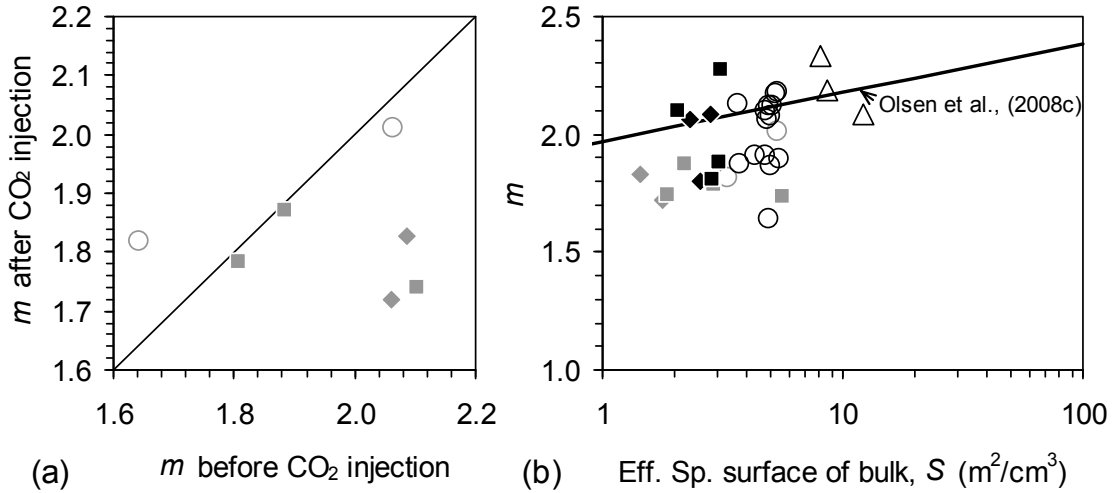 2.2
2.1
2.0
1.9
1.8
1.7
1.6
1.6 1.8 2.0 2.2
m after CO2 injection
(a) m before CO2 injection
2.5
2.0
1.5
1.0
1 10 100
m
Olsen et al., (2008c)
(b) Eff. Sp. surface of bulk, S (m²/cm³)